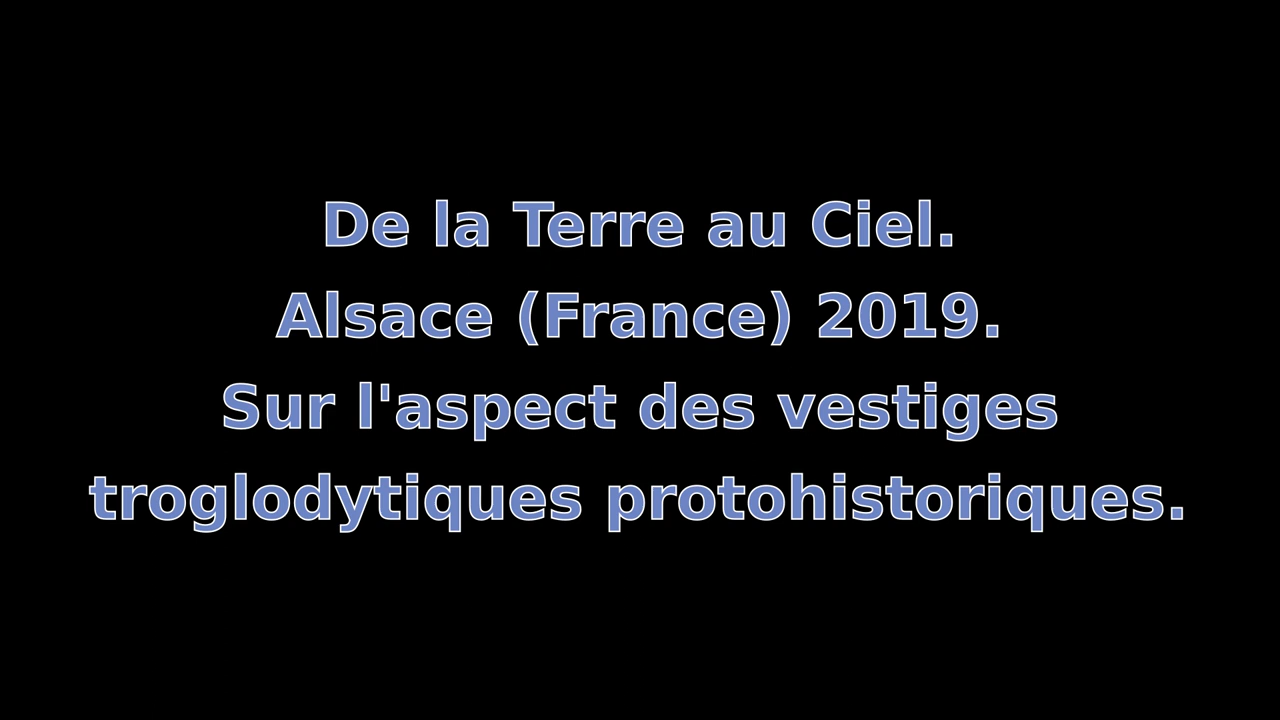 De la Terre au Ciel.
Alsace (France) 2019.
Sur l'aspect des vestiges
troglodytiques protohistoriques.